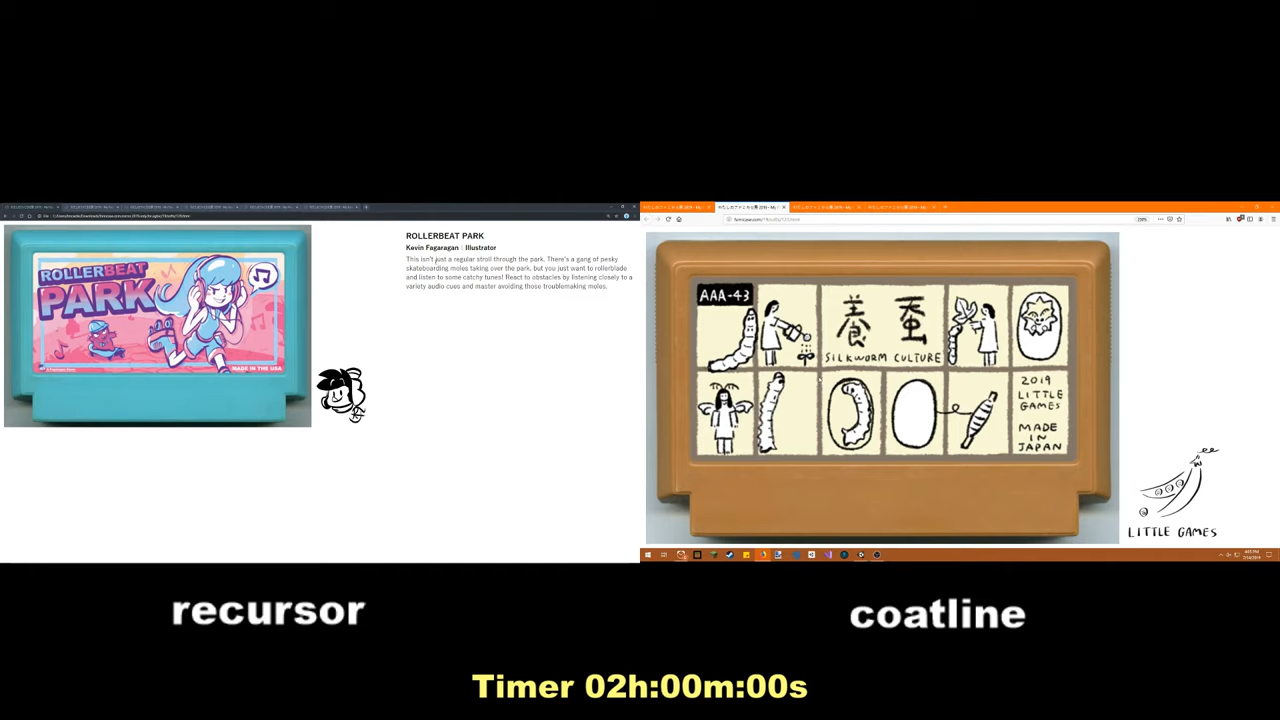 ROLLERBEAT
PARK
MADE IN THE USA
ROLLERBEAT PARK
Kevin Fagaragan | Illustrator
This isn't just a regular stroll through the park. There's a gang of pesky
skateboarding moles taking over the park, but you just want to rollerblade
and listen to some catchy tunes! React to obstacles by listening closely to a
variety audio cues and master avoiding those troublemaking moles.
AAA-43
養蚕
SILKWORM CULTURE
2019
LITTLE
GAMES
MADE
IN
JAPAN
LITTLE GAMES
recursor
coatline
Timer 02h:00m:00s